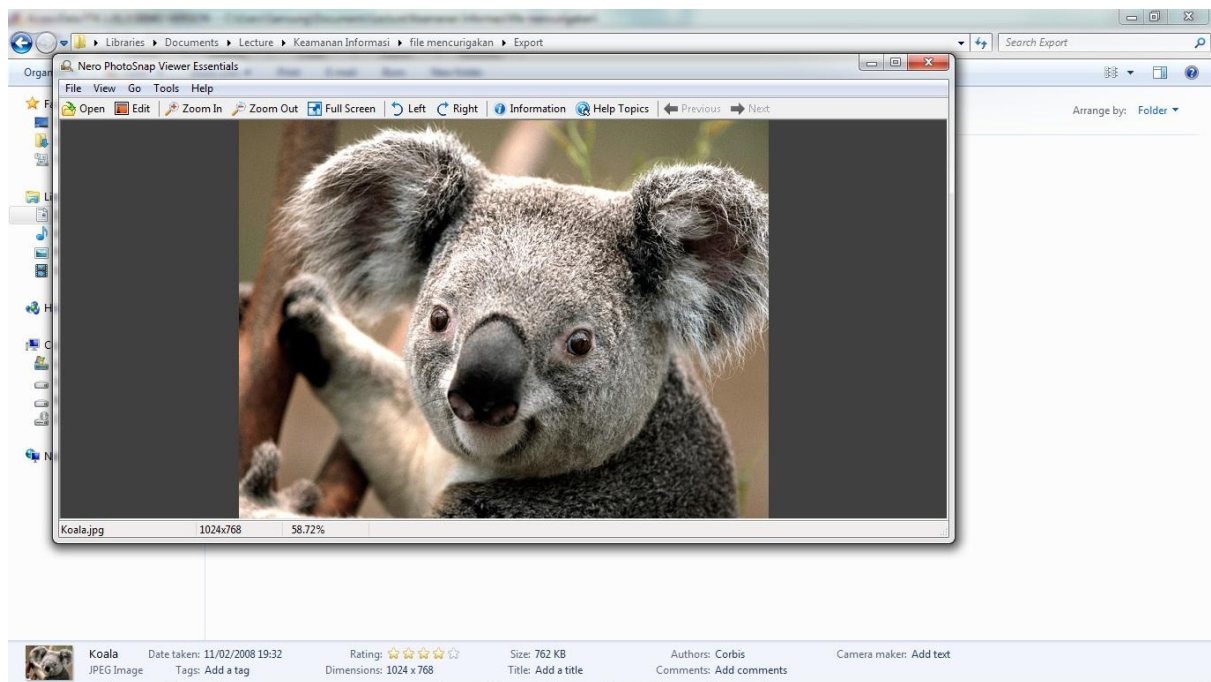 Libraries ▸ Documents ▸ Lecture ▸ Keamanan Informasi ▸ file mencurigakan ▸ Export
Search Export
Organ
Nero PhotoSnap Viewer Essentials
File View Go Tools Help
Open Edit Zoom In Zoom Out Full Screen Left Right Information Help Topics Previous Next
Arrange by: Folder
Koala.jpg 1024x768 58.72%
Koala Date taken: 11/02/2008 19:32 Rating: Size: 762 KB Authors: Corbis Camera maker: Add text
JPEG Image Tags: Add a tag Dimensions: 1024 x 768 Title: Add a title Comments: Add comments